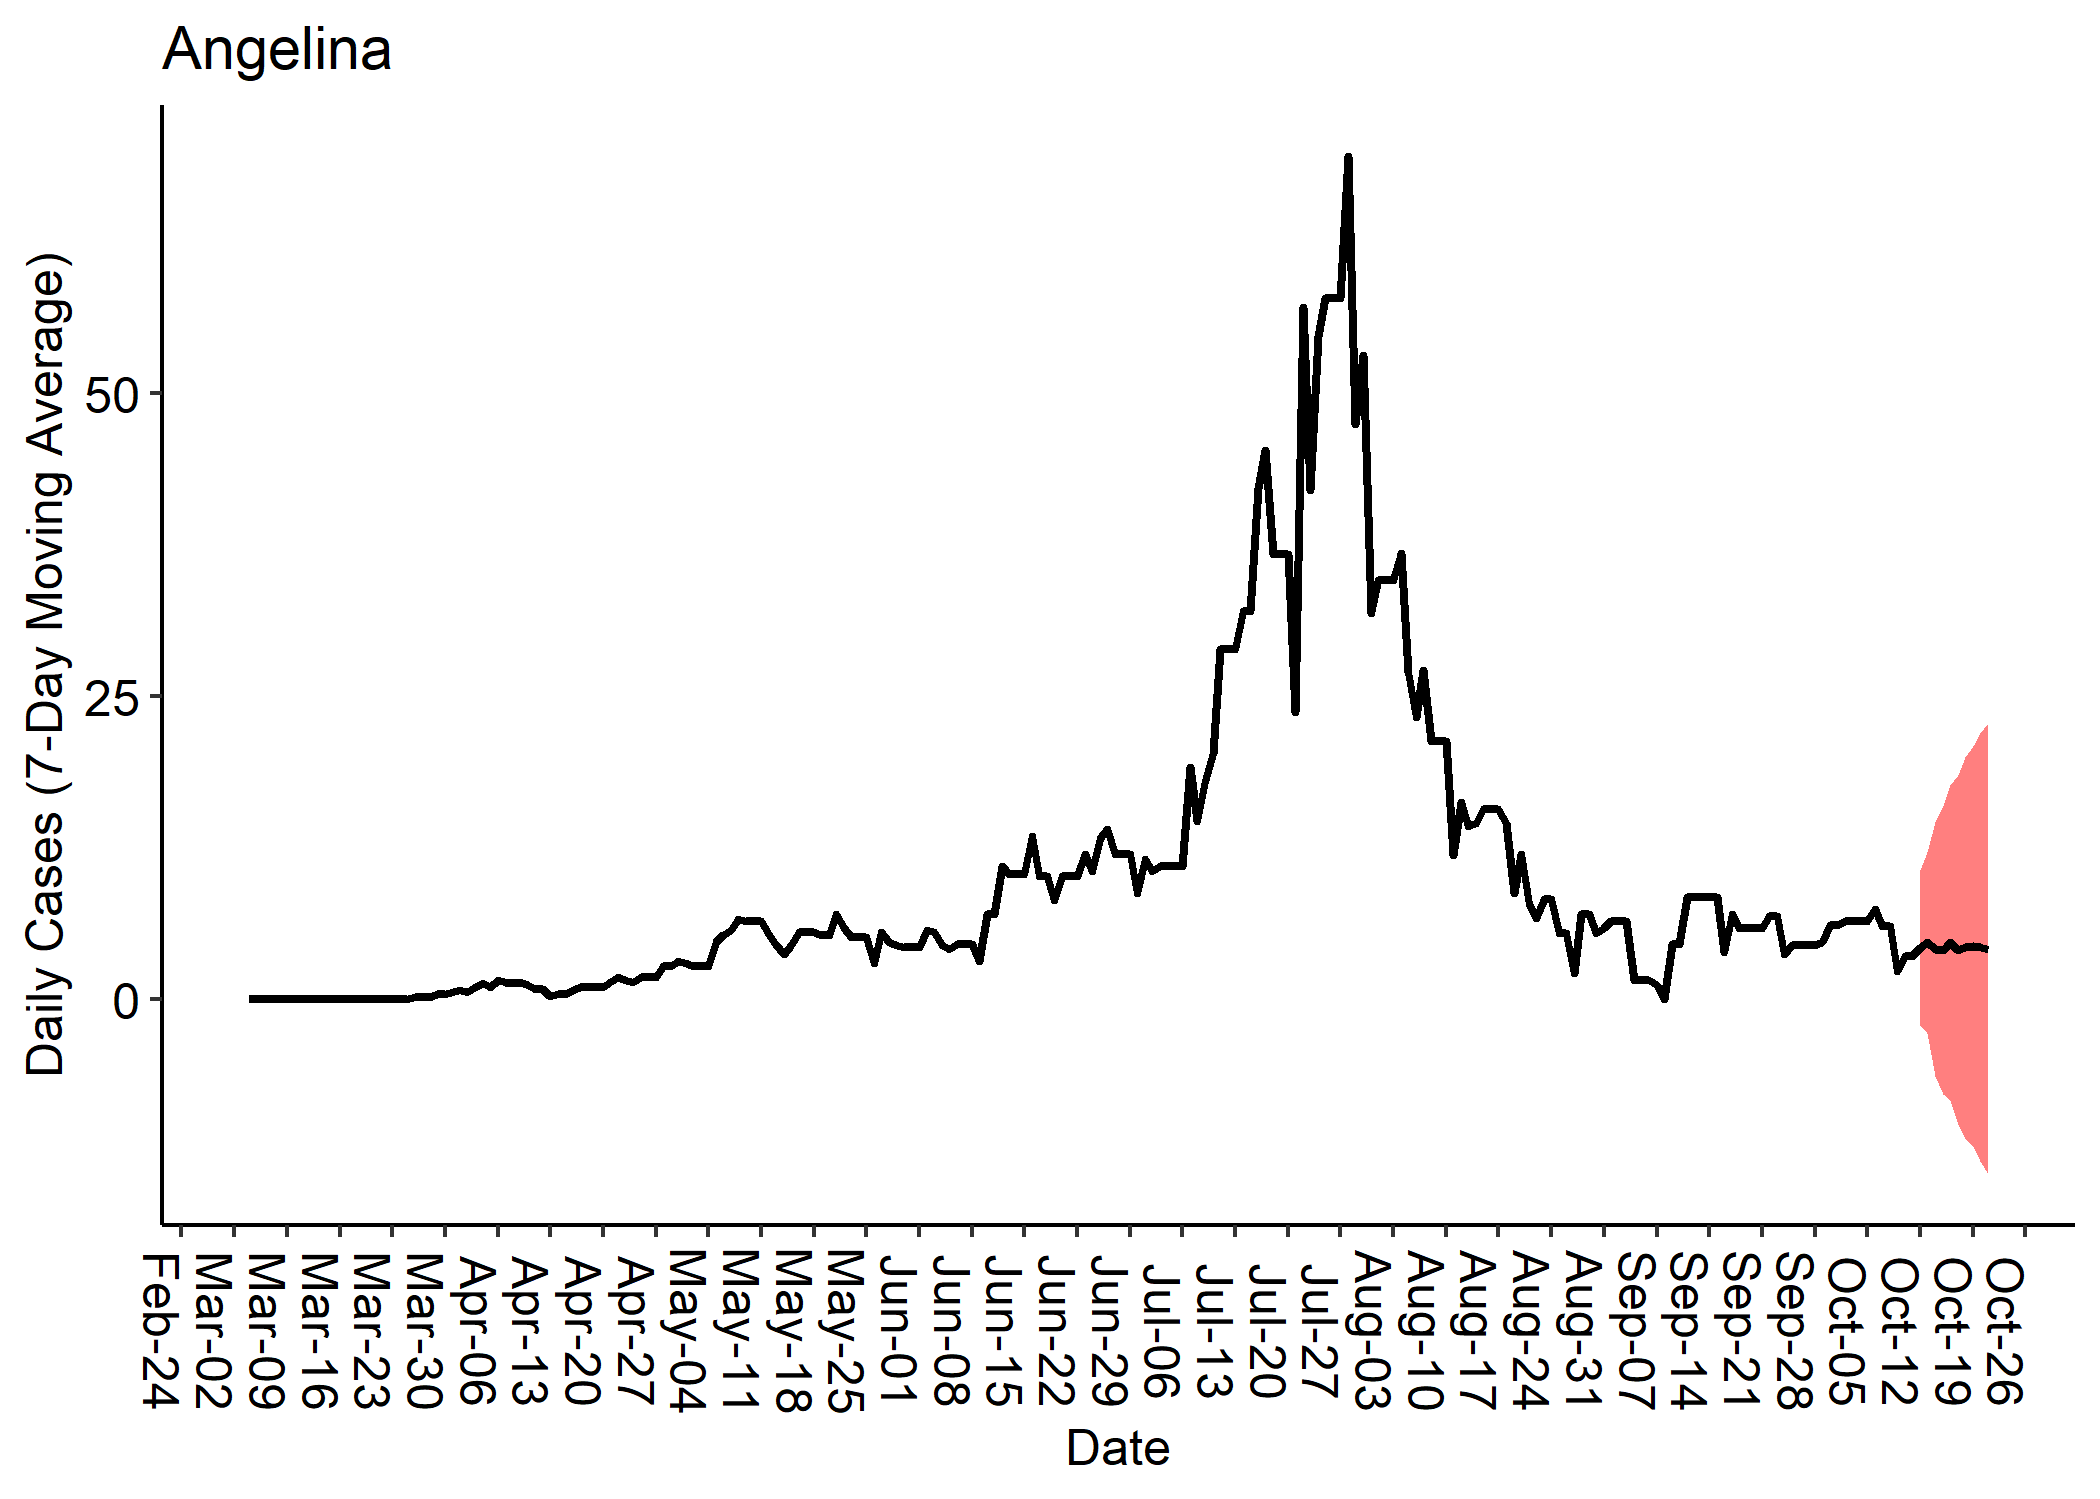 Angelina
Daily Cases (7-Day Moving Average)
50
25
0
Feb-24
Mar-02
Mar-09
Mar-16
Mar-23
Mar-30
Apr-06
Apr-13
Apr-20
Apr-27
May-04
May-11
May-18
May-25
Jun-01
Jun-08
Jun-15
Jun-22
Jun-29
Jul-06
Jul-13
Jul-20
Jul-27
Aug-03
Aug-10
Aug-17
Aug-24
Aug-31
Sep-07
Sep-14
Sep-21
Sep-28
Oct-05
Oct-12
Oct-19
Oct-26
Date